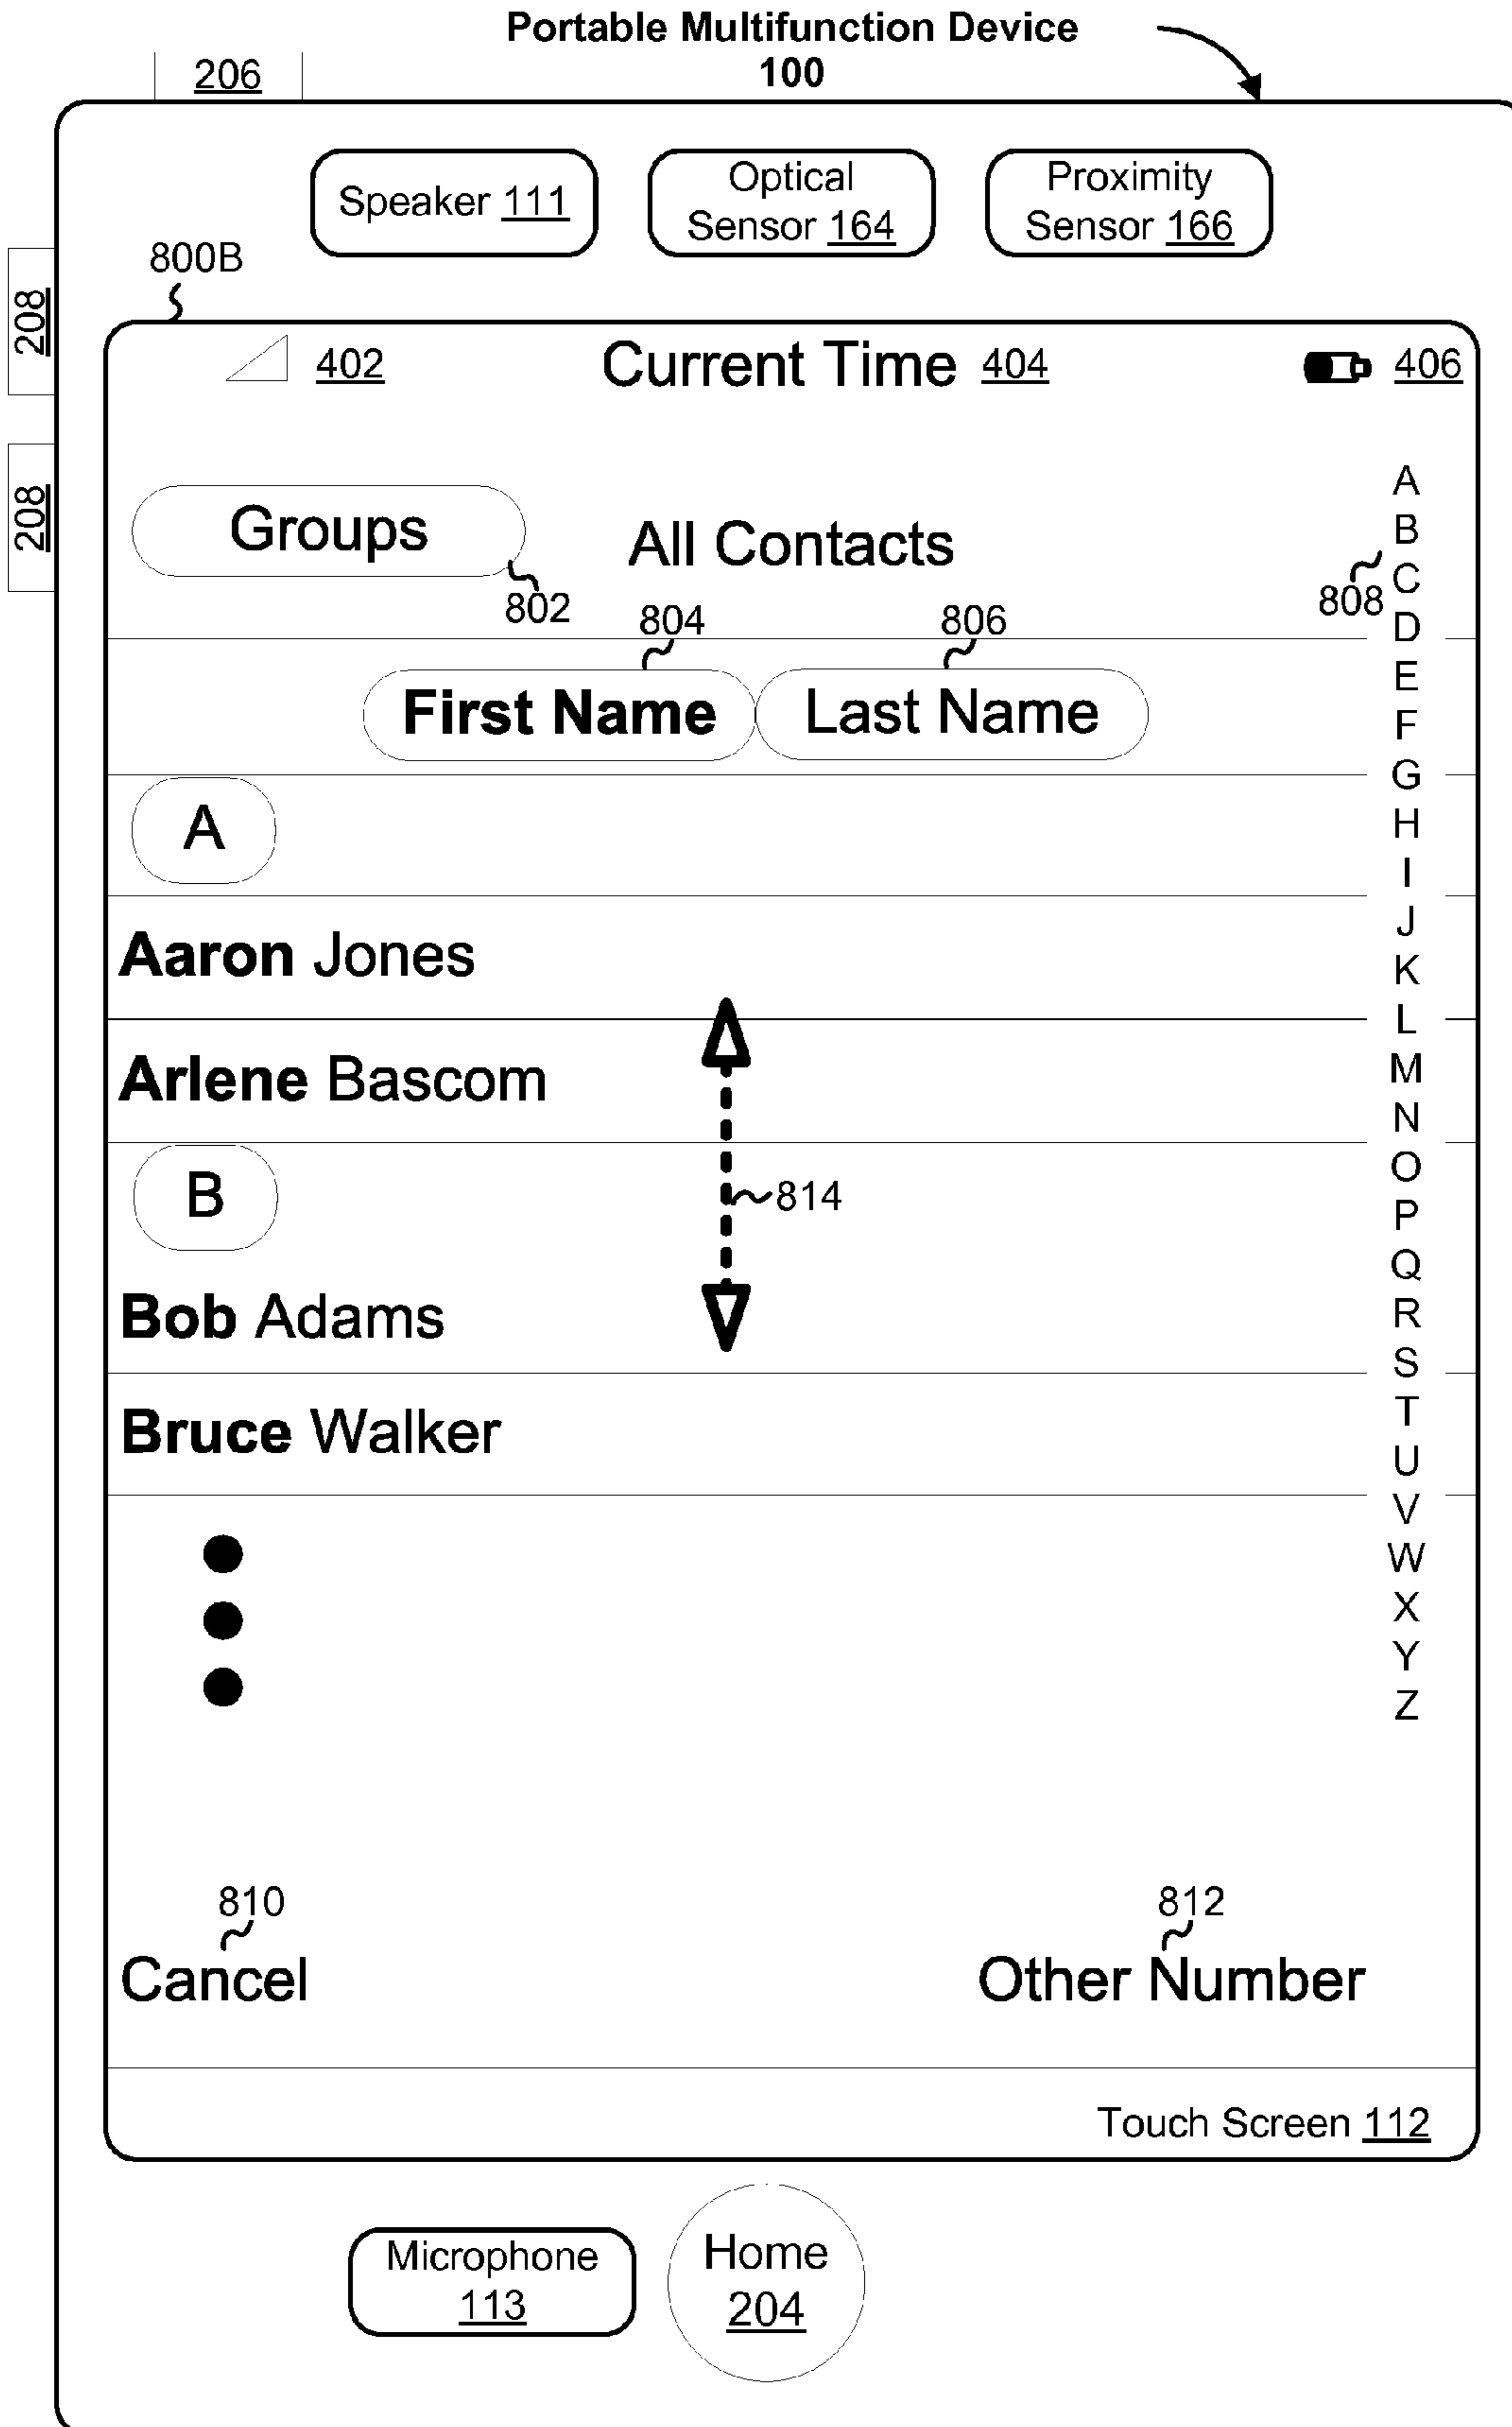 Portable Multifunction Device
100
206
Speaker 111
Optical
Sensor 164
Proximity
Sensor 166
800B
208
208
402
Current Time 404
406
Groups
802
All Contacts
804
806
808
First Name
Last Name
A
Aaron Jones
Arlene Bascom
B
814
Bob Adams
Bruce Walker
A
B
C
D
E
F
G
H
I
J
K
L
M
N
O
P
Q
R
S
T
U
V
W
X
Y
Z
810
812
Cancel
Other Number
Touch Screen 112
Microphone
113
Home
204